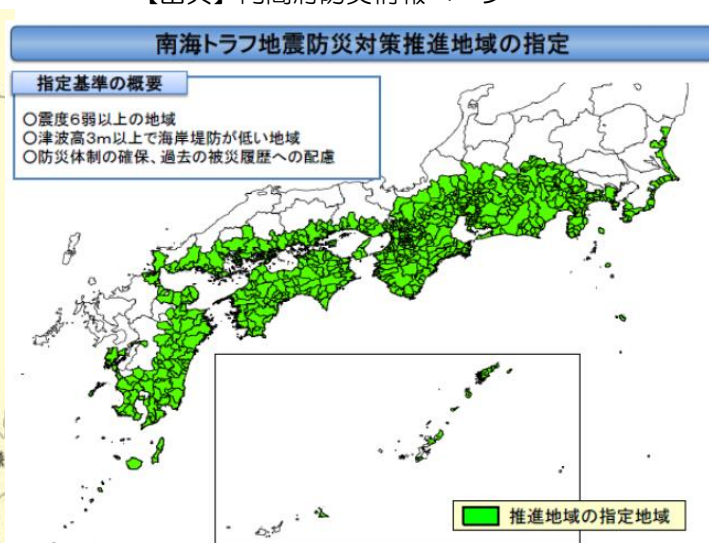 南海トラフ地震防災対策推進地域の指定
指定基準の概要
○震度6弱以上の地域
○津波高3m以上で海岸堤防が低い地域
○防災体制の確保、過去の被災履歴への配慮
推進地域の指定地域